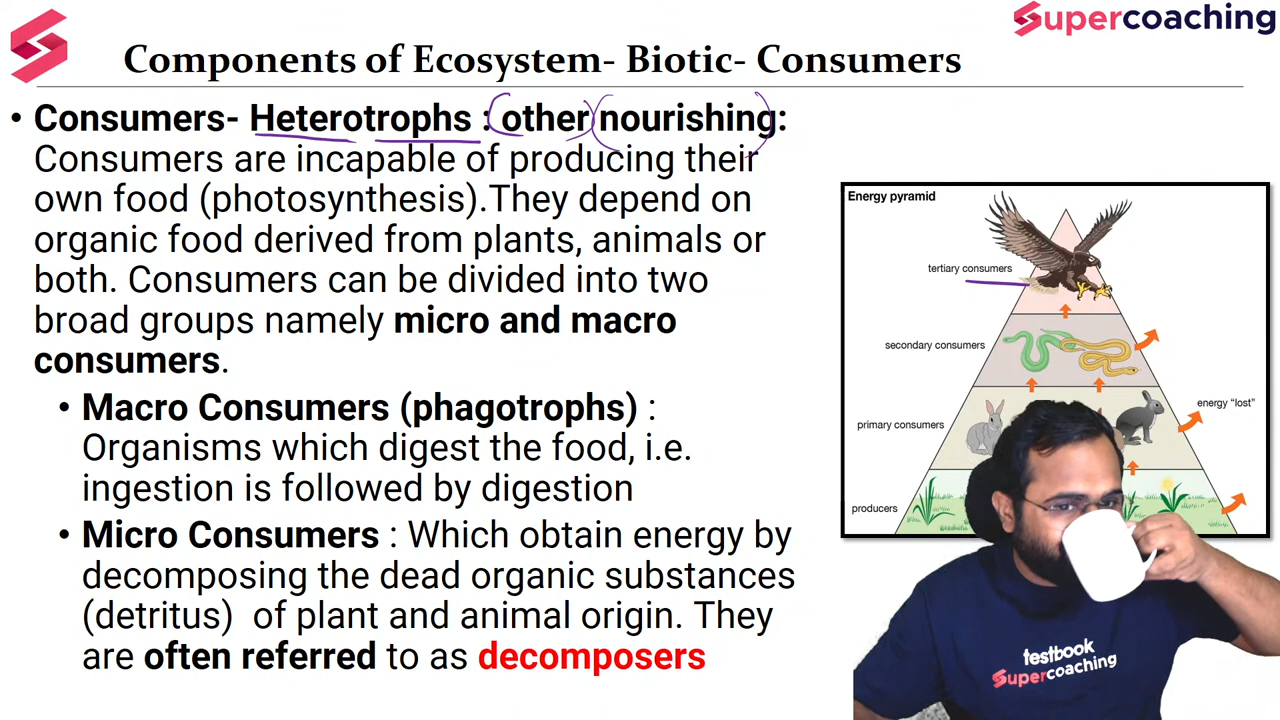 Supercoaching
Components of Ecosystem- Biotic- Consumers
• Consumers- Heterotrophs : other nourishing:
Consumers are incapable of producing their
own food (photosynthesis).They depend on
organic food derived from plants, animals or
both. Consumers can be divided into two
broad groups namely micro and macro
consumers.
• Macro Consumers (phagotrophs) :
Organisms which digest the food, i.e.
ingestion is followed by digestion
• Micro Consumers : Which obtain energy by
decomposing the dead organic substances
(detritus) of plant and animal origin. They
are often referred to as decomposers
Energy pyramid
tertiary consumers
secondary consumers
energy “lost”
primary consumers
producers
testbook
Supercoaching